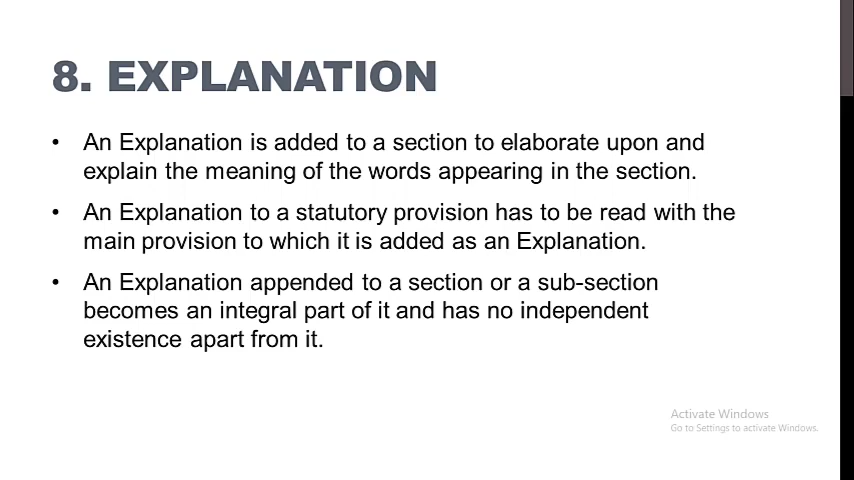 8. EXPLANATION
• An Explanation is added to a section to elaborate upon and
explain the meaning of the words appearing in the section.
• An Explanation to a statutory provision has to be read with the
main provision to which it is added as an Explanation.
• An Explanation appended to a section or a sub-section
becomes an integral part of it and has no independent
existence apart from it.
Activate Windows
Go to Settings to activate Windows.